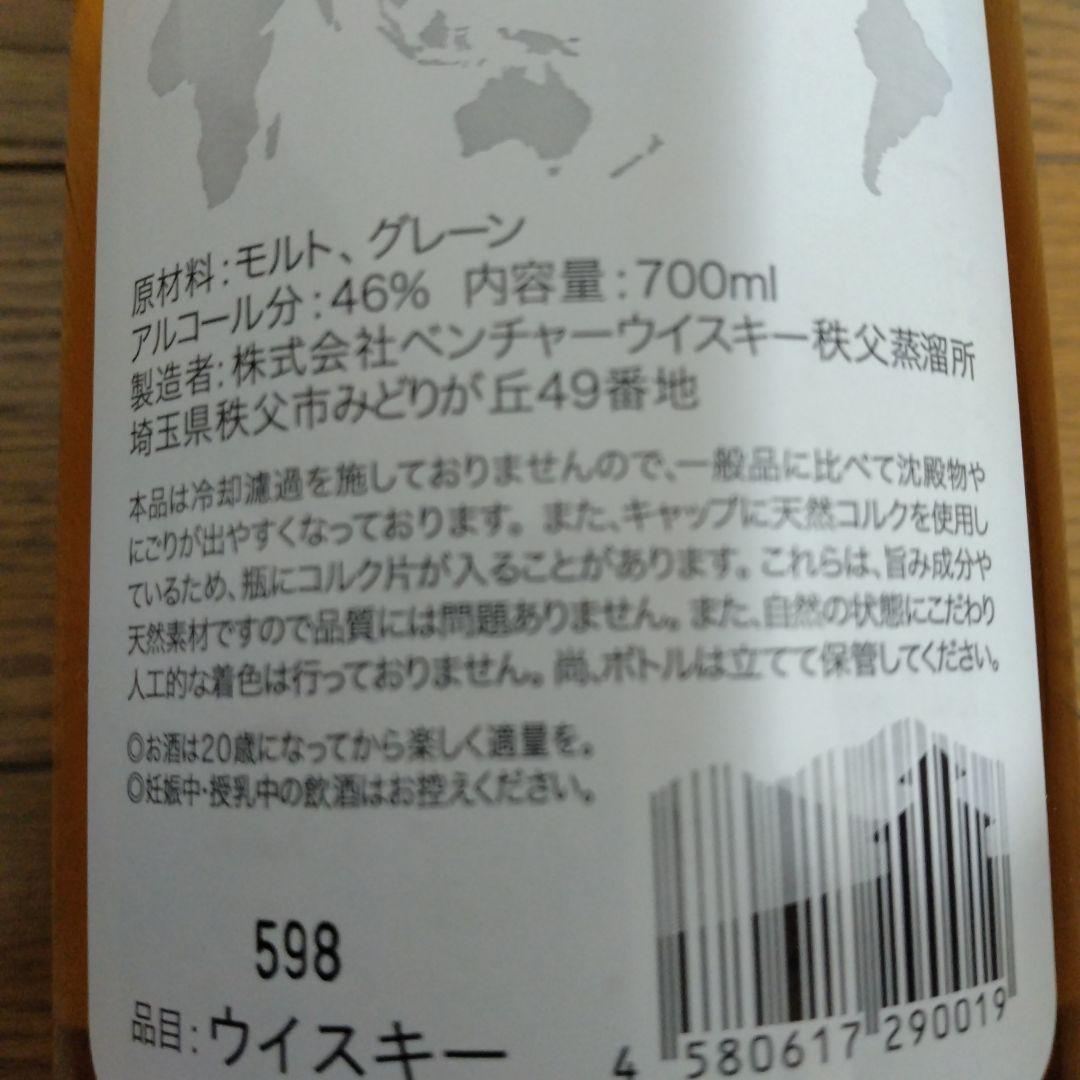 原材料:モルト、グレーン
アルコール分:46% 内容量:700ml
製造者:株式会社ベンチャーウイスキー秩父蒸溜所
埼玉県秩父市みどりが丘49番地
本品は冷却濾過を施しておりませんので、一般品に比べて沈殿物や
にごりが出やすくなっております。また、キャップに天然コルクを使用し
ているため、瓶にコルク片が入ることがあります。これらは、旨み成分や
天然素材ですので品質には問題ありません。また、自然の状態にこだわり
人工的な着色は行っておりません。尚、ボトルは立てて保管してください。
◎お酒は20歳になってから楽しく適量を。
◎妊娠中・授乳中の飲酒はお控えください。
598
品目:ウイスキー
4 580617 290019